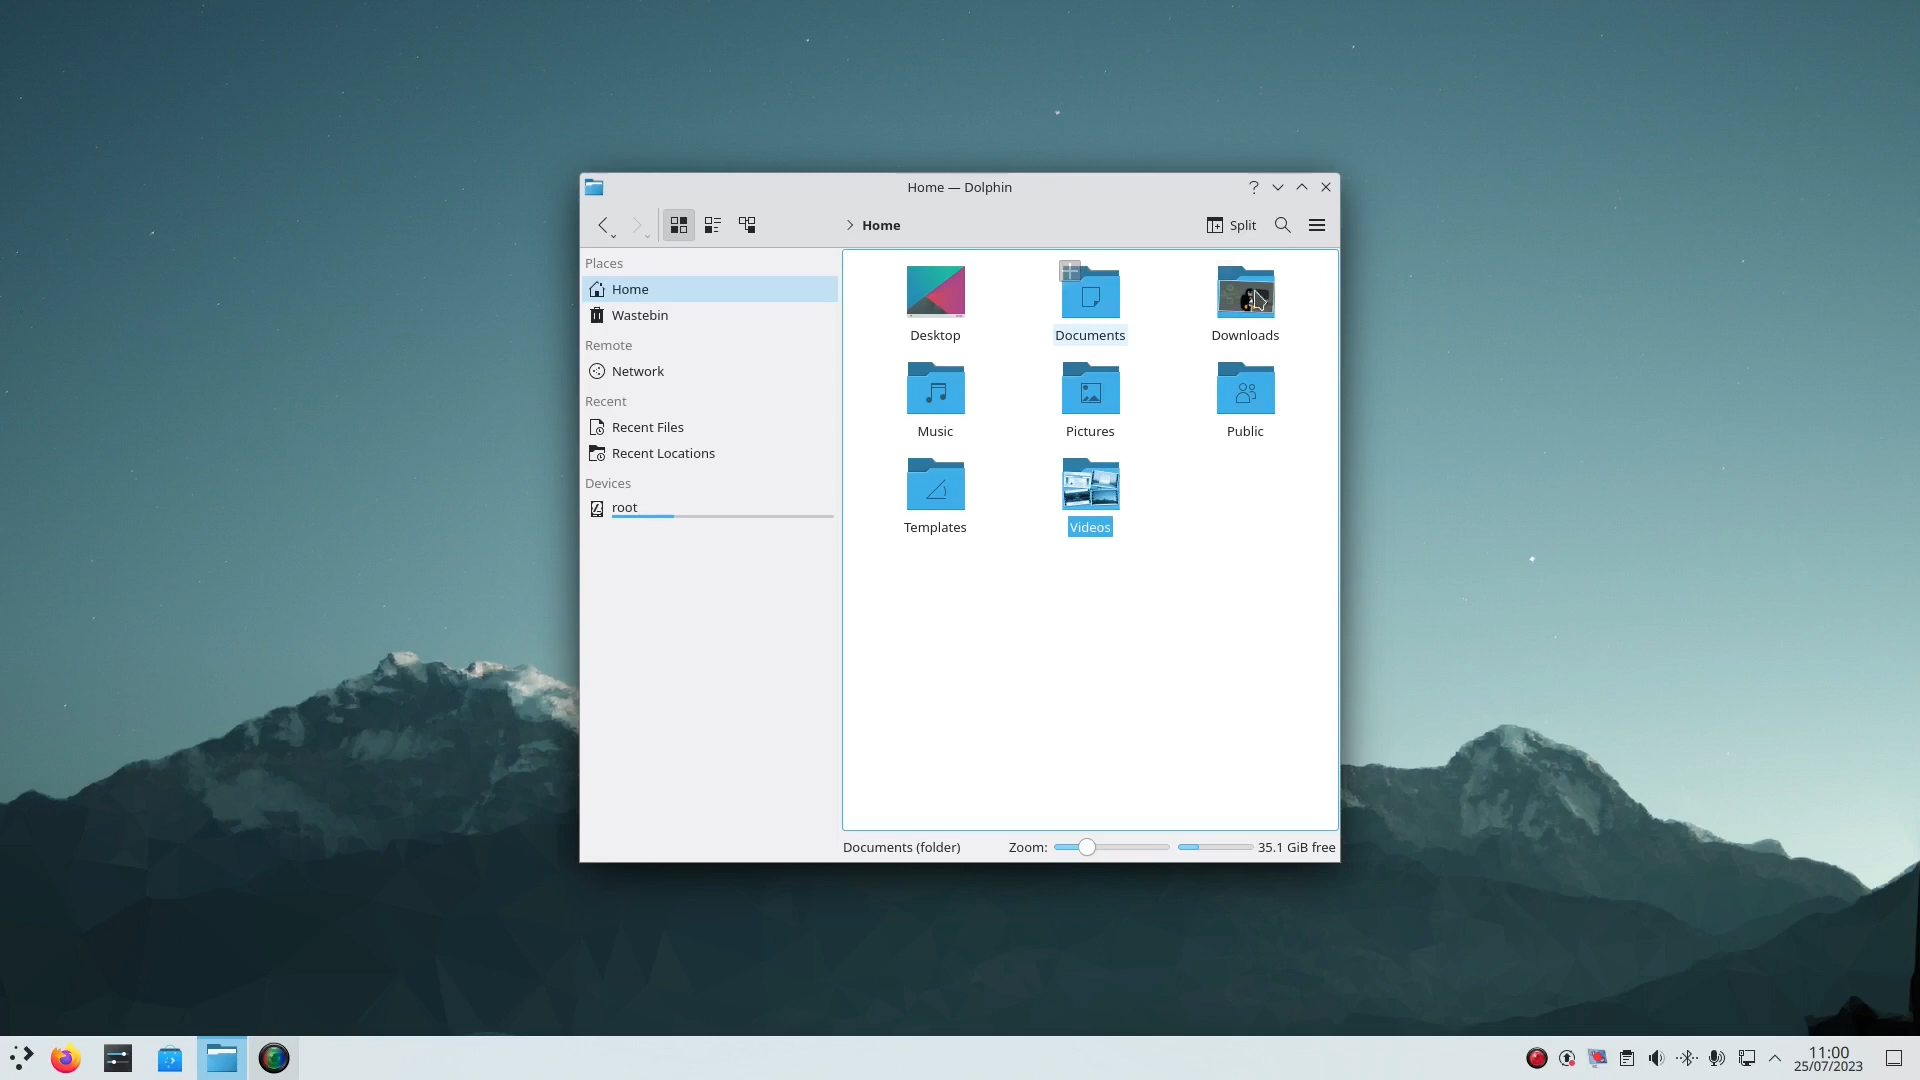 Home — Dolphin
Home
Split
Places
Home
Wastebin
Remote
Network
Recent
Recent Files
Recent Locations
Devices
root
Desktop
Documents
Downloads
Music
Pictures
Public
Templates
Videos
Documents (folder)
Zoom:
35.1 GiB free
11:00
25/07/2023